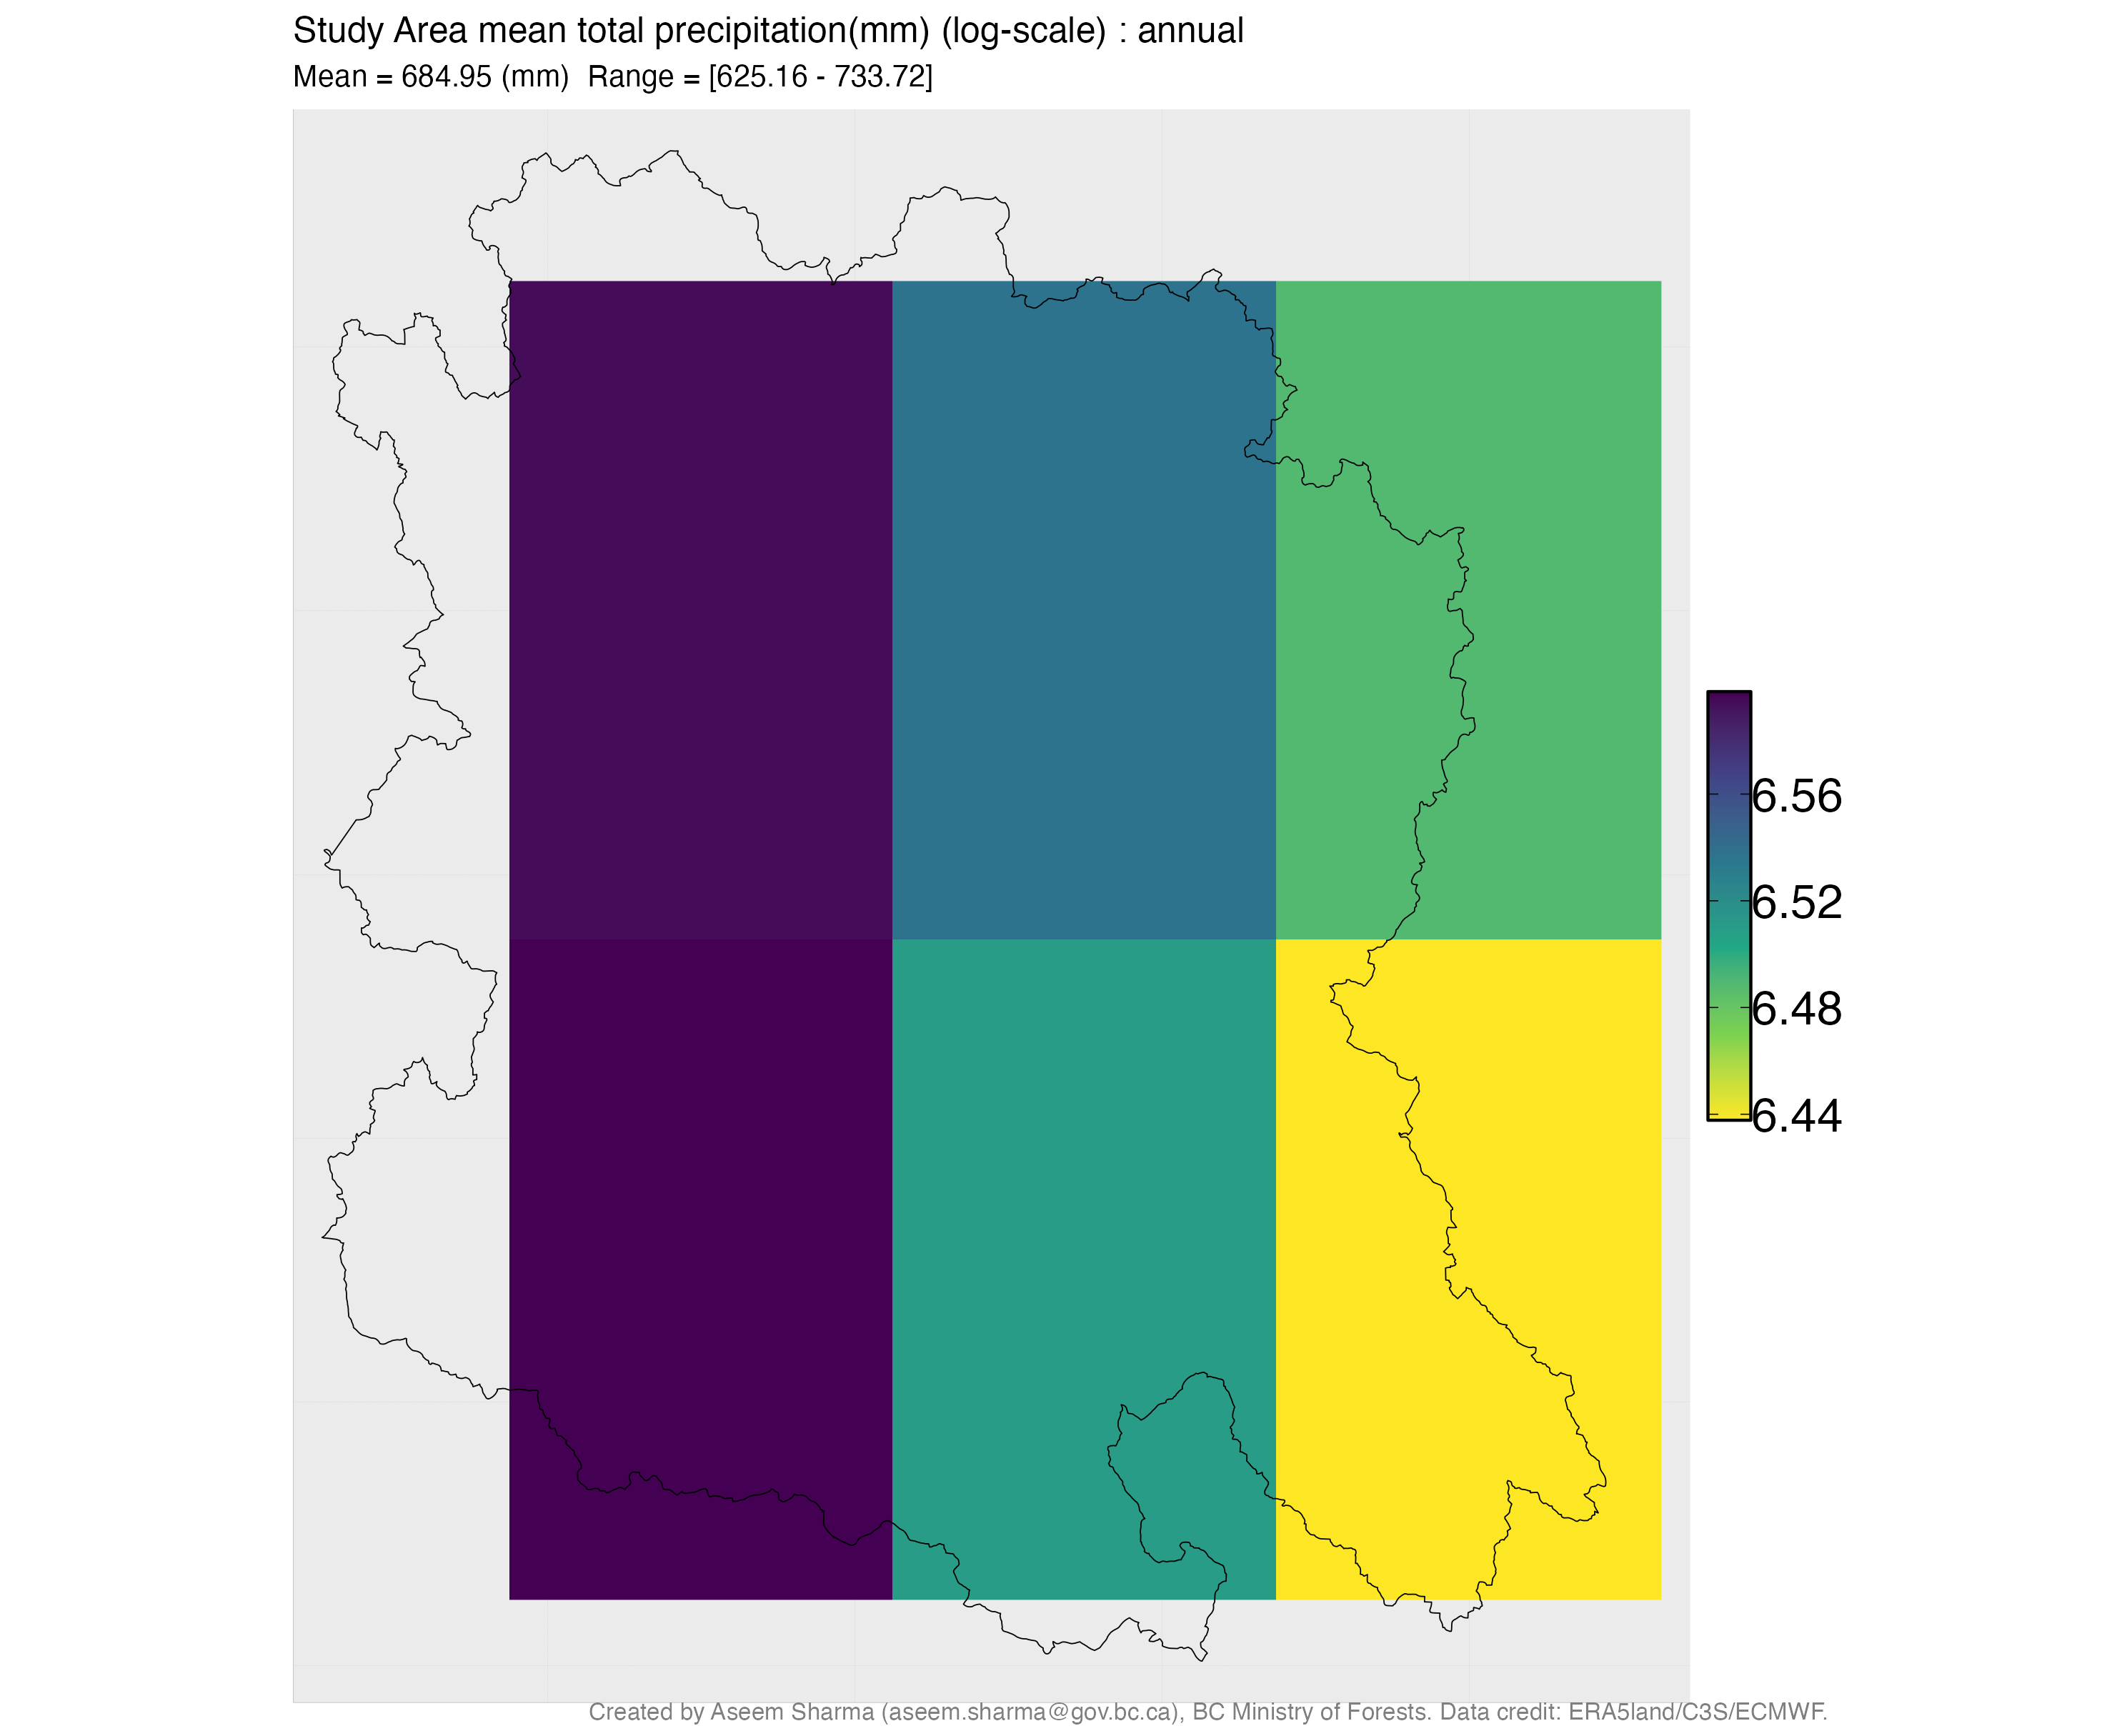 Study Area mean total precipitation(mm) (log-scale) : annual
Mean = 684.95 (mm)  Range = [625.16 - 733.72]
6.56
6.52
6.48
6.44
Created by Aseem Sharma (aseem.sharma@gov.bc.ca), BC Ministry of Forests. Data credit: ERA5land/C3S/ECMWF.